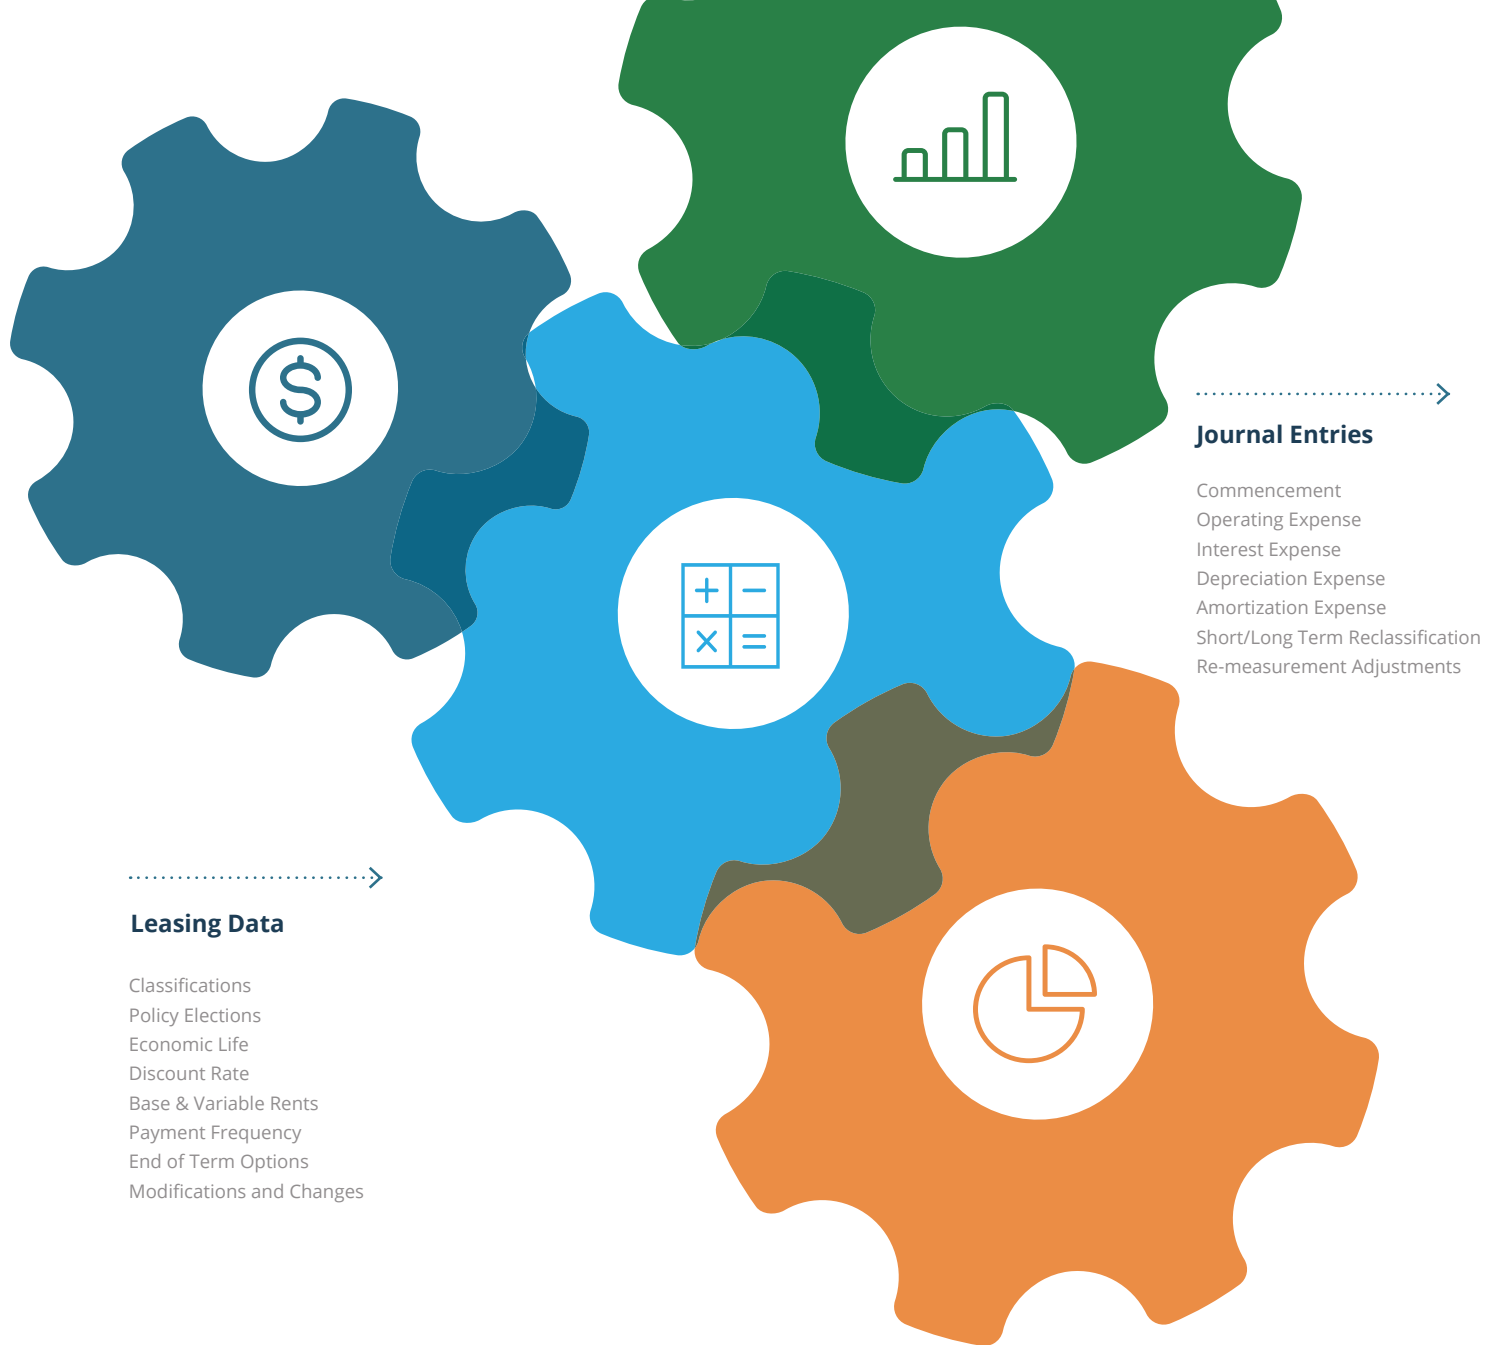 Journal Entries
Commencement
Operating Expense
Interest Expense
Depreciation Expense
Amortization Expense
Short/Long Term Reclassification
Re-measurement Adjustments
Leasing Data
Classifications
Policy Elections
Economic Life
Discount Rate
Base & Variable Rents
Payment Frequency
End of Term Options
Modifications and Changes